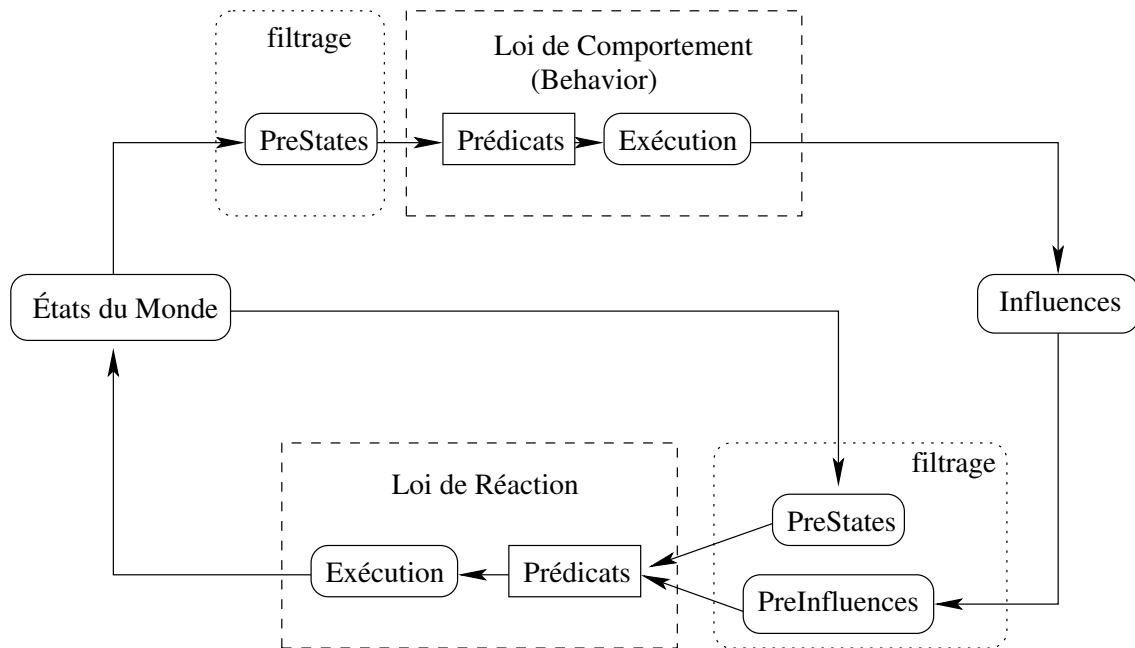 filtrage
Loi de Comportement
(Behavior)
PreStates
Prédicats
Exécution
États du Monde
Influences
filtrage
Loi de Réaction
PreStates
Exécution
Prédicats
PreInfluences